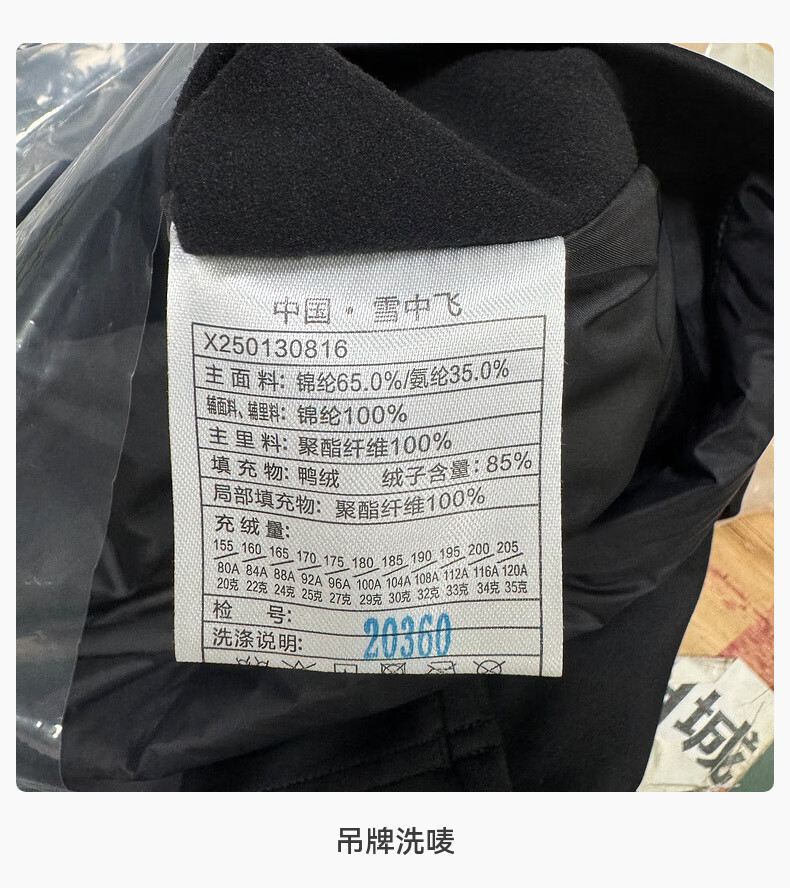 中国·雪中飞
X250130816
主面料: 锦纶65.0%/氨纶35.0%
辅面料、辅里料: 锦纶100%
主里料: 聚酯纤维100%
填充物: 鸭绒 绒子含量: 85%
局部填充物: 聚酯纤维100%
充绒量:
155 160 165 170 175 180 185 190 195 200 205
80A 84A 88A 92A 96A 100A 104A 108A 112A 116A 120A
20克 22克 24克 25克 27克 29克 30克 32克 33克 34克 35克
检号: 20360
洗涤说明:
城
吊牌洗唛